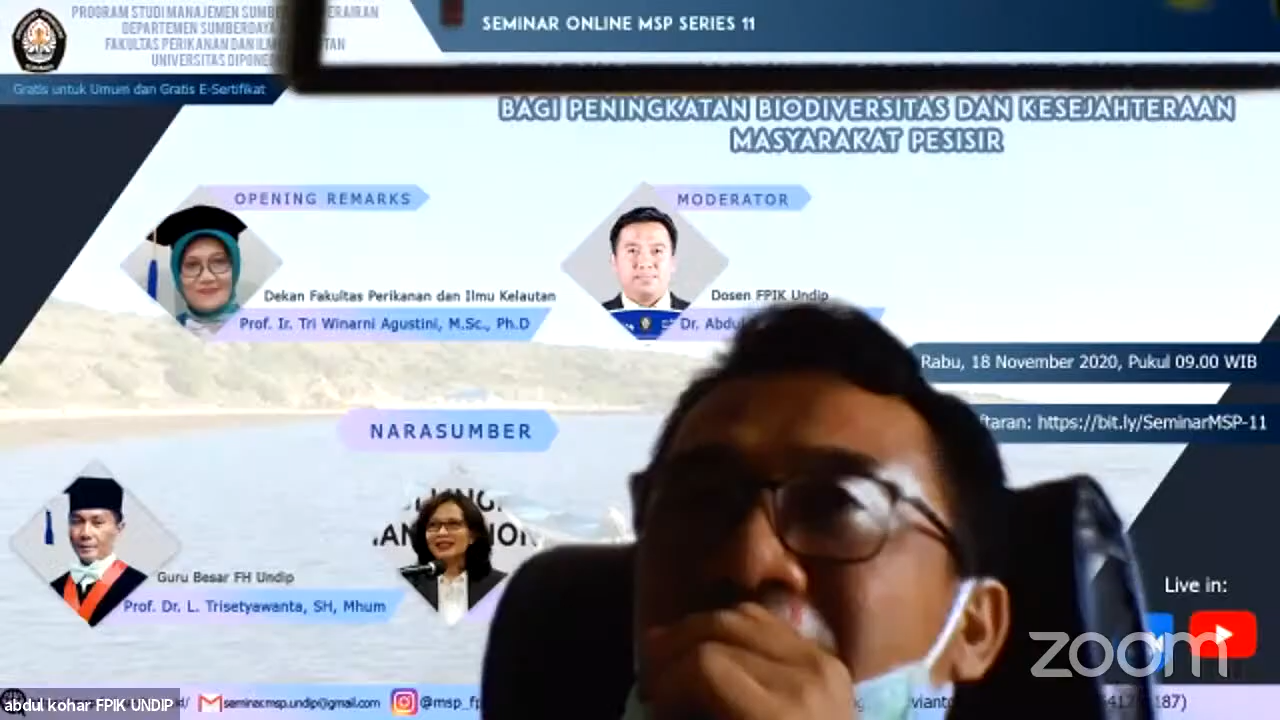 PROGRAM STUDI MANAJEMEN SUMB ERAIRAN
DEPARTEMEN SUMBERDAYA
FAKULTAS PERIKANAN DAN ILM TAN
UNIVERSITAS DIPONE
Gratis untuk Umum dan Gratis E-Sertifikat
SEMINAR ONLINE MSP SERIES 11
BAGI PENINGKATAN BIODIVERSITAS DAN KESEJAHTERAAN
MASYARAKAT PESISIR
OPENING REMARKS
Dekan Fakultas Perikanan dan Ilmu Kelautan
Prof. Ir. Tri Winarni Agustini, M.Sc., Ph.D
MODERATOR
Dosen FPIK Undip
Dr. Abdul
Rabu, 18 November 2020, Pukul 09.00 WIB
ftaran: https://bit.ly/SeminarMSP-11
NARASUMBER
Guru Besar FH Undip
Prof. Dr. L. Trisetyawanta, SH, Mhum
Live in:
zoom
seminar.msp.undip@gmail.com
@msp_fp
abdul kohar FPIK UNDIP